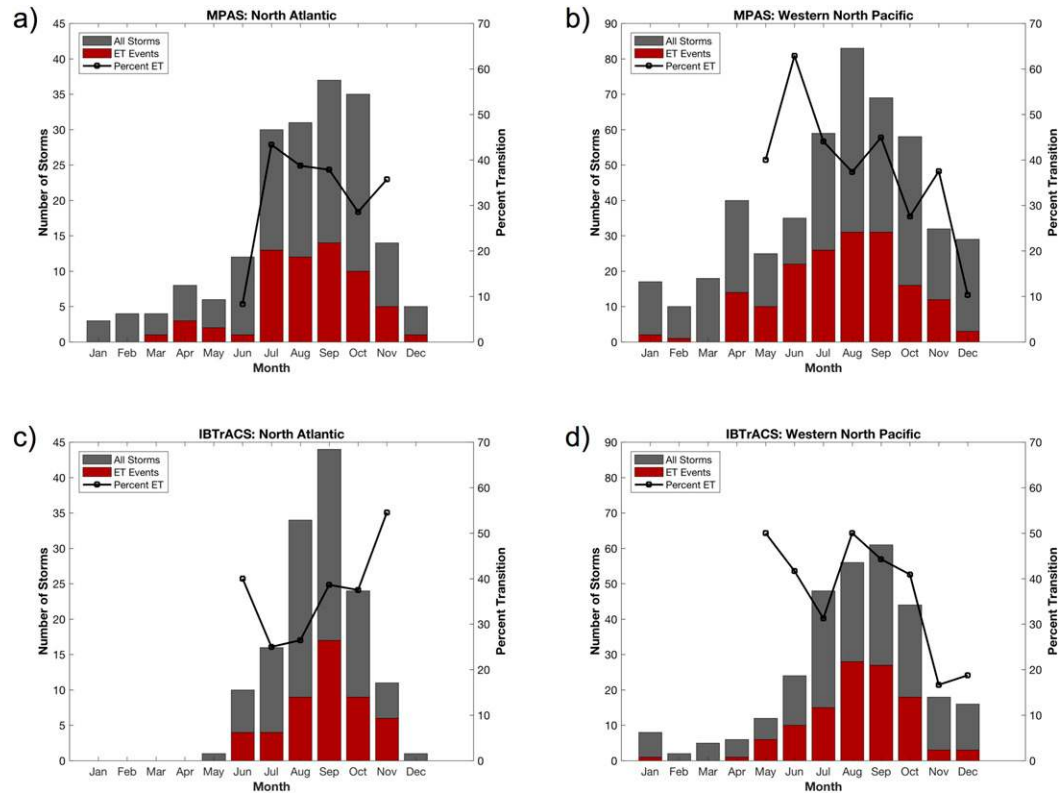 a)
MPAS: North Atlantic
All Storms
ET Events
Percent ET
Number of Storms
45
40
35
30
25
20
15
10
5
0
70
60
50
40
30
20
10
0
Percent Transition
Jan Feb Mar Apr May Jun Jul Aug Sep Oct Nov Dec
Month
b)
MPAS: Western North Pacific
All Storms
ET Events
Percent ET
Number of Storms
90
80
70
60
50
40
30
20
10
0
70
60
50
40
30
20
10
0
Percent Transition
Jan Feb Mar Apr May Jun Jul Aug Sep Oct Nov Dec
Month
c)
IBTrACS: North Atlantic
All Storms
ET Events
Percent ET
Number of Storms
45
40
35
30
25
20
15
10
5
0
70
60
50
40
30
20
10
0
Percent Transition
Jan Feb Mar Apr May Jun Jul Aug Sep Oct Nov Dec
Month
d)
IBTrACS: Western North Pacific
All Storms
ET Events
Percent ET
Number of Storms
90
80
70
60
50
40
30
20
10
0
70
60
50
40
30
20
10
0
Percent Transition
Jan Feb Mar Apr May Jun Jul Aug Sep Oct Nov Dec
Month